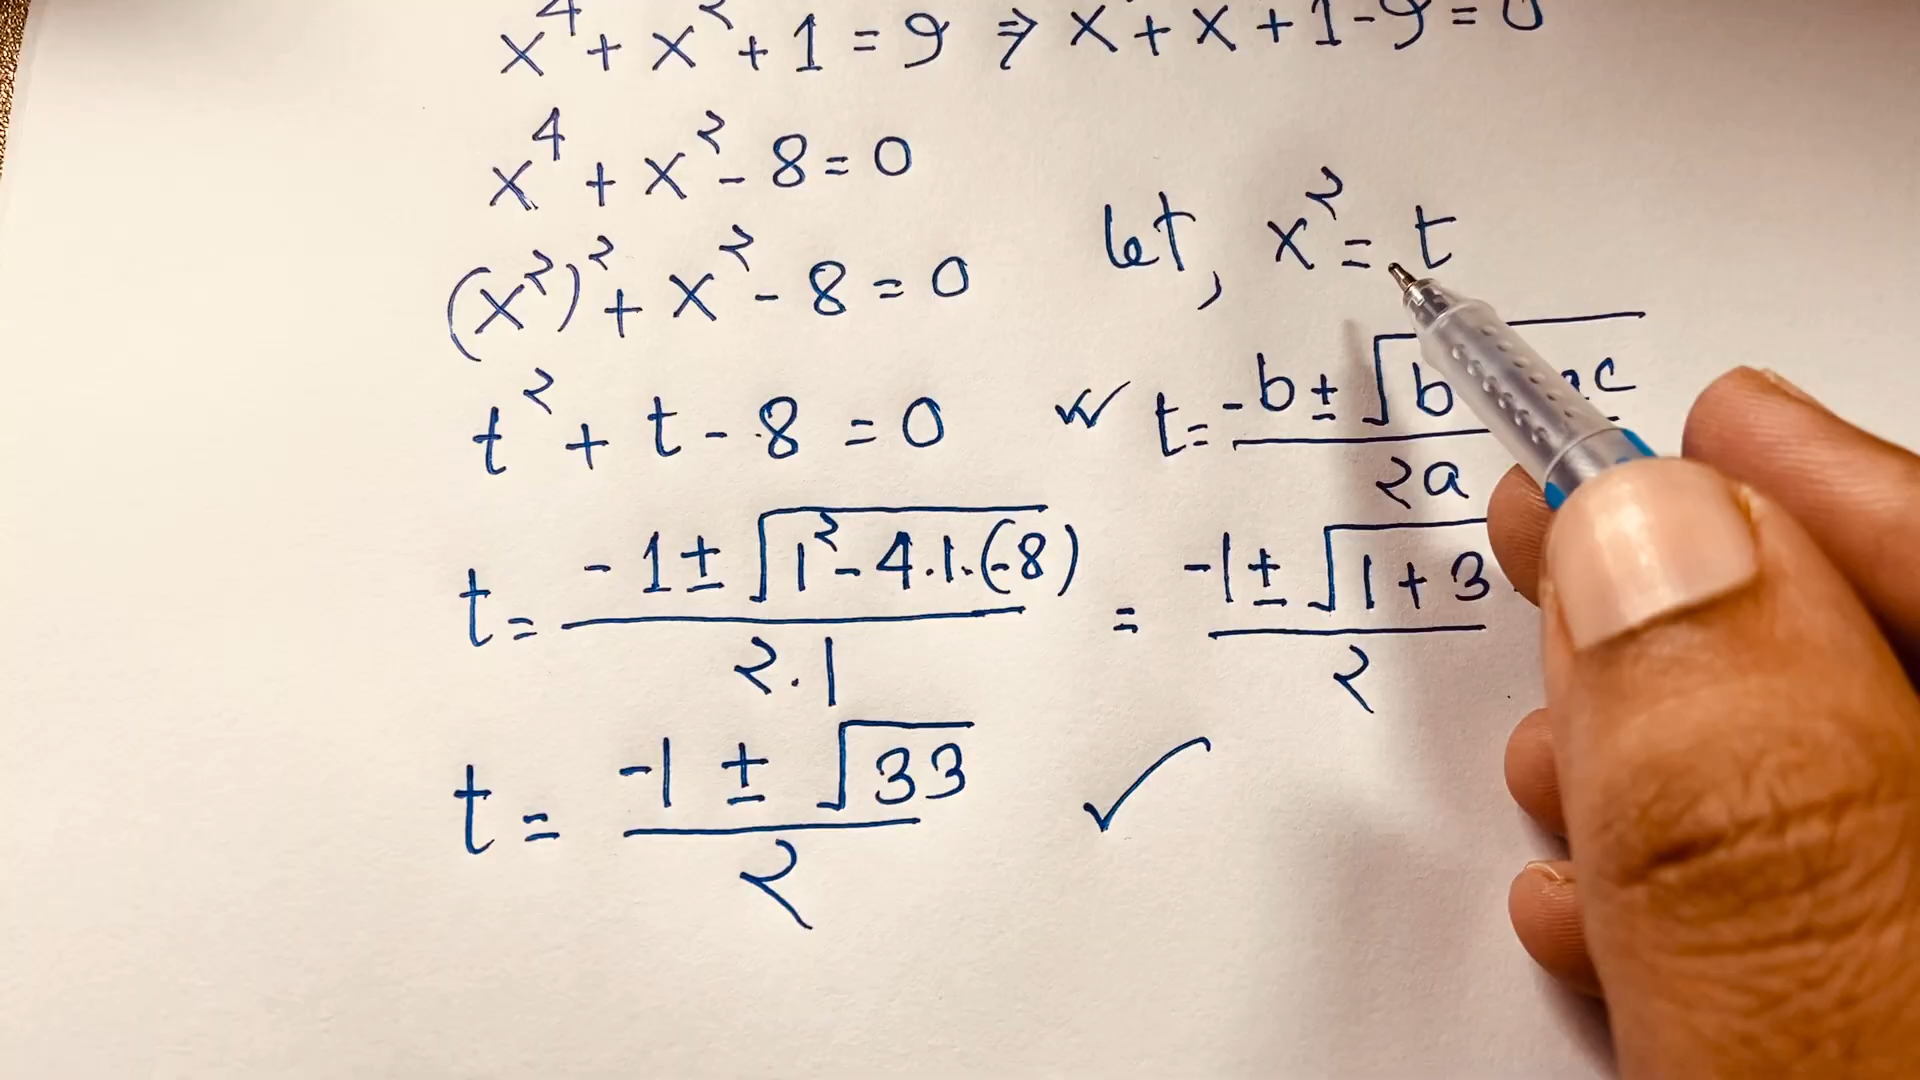 x⁴ + x² + 1 = 9 ⇒ x + x + 1 - 9 = 0
x⁴ + x² - 8 = 0
let, x² = t
(x²)² + x² - 8 = 0
t² + t - 8 = 0 t = -b ± √b c / 2a
t = -1 ± √1² - 4.1.(-8) / 2.1 = -1 ± √1 + 3 / 2
t = -1 ± √33 / 2 ✓